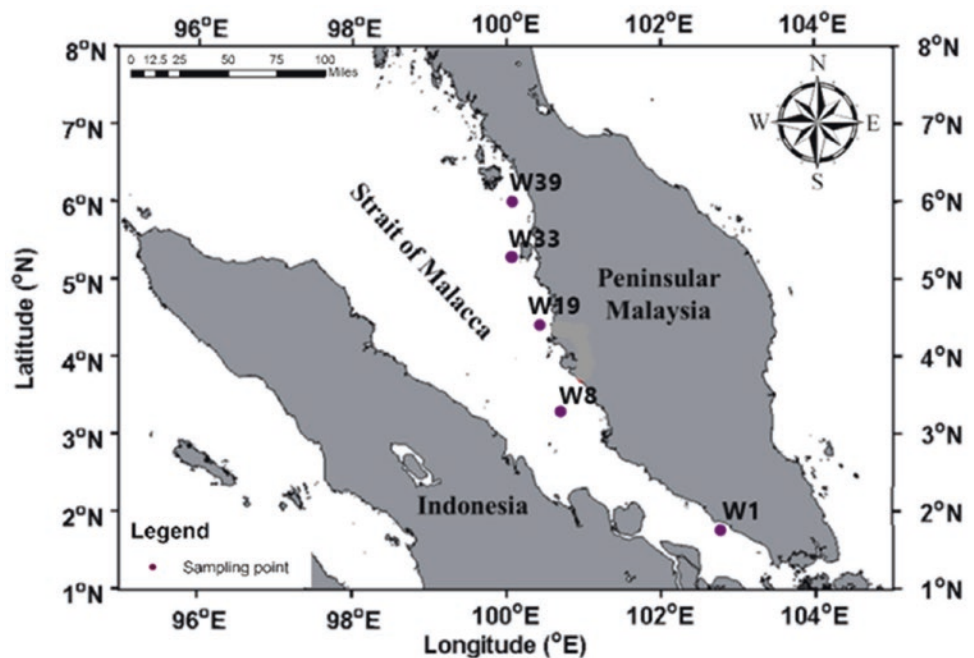 96°E 98°E 100°E 102°E 104°E
8°N 8°N
0 12.5 25 50 75 100
Miles
N
W E
S
7°N 7°N
W39
6°N 6°N
W33
Strait of Malacca
5°N 5°N
Peninsular
Malaysia
W19
Latitude (°N)
4°N 4°N
W8
3°N 3°N
Indonesia
W1
2°N 2°N
Legend
Sampling point
1°N 1°N
96°E 98°E 100°E 102°E 104°E
Longitude (°E)